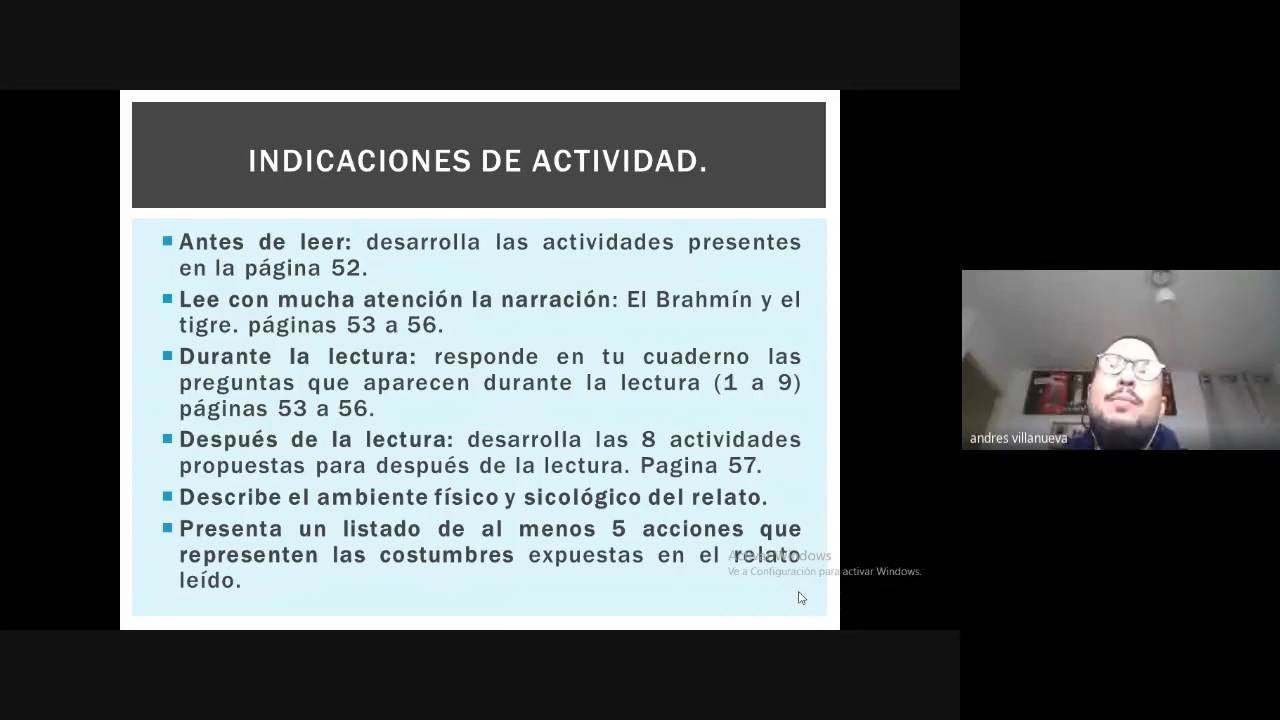 INDICACIONES DE ACTIVIDAD.
Antes de leer: desarrolla las actividades presentes
en la página 52.
Lee con mucha atención la narración: El Brahmín y el
tigre. páginas 53 a 56.
Durante la lectura: responde en tu cuaderno las
preguntas que aparecen durante la lectura (1 a 9)
páginas 53 a 56.
Después de la lectura: desarrolla las 8 actividades
propuestas para después de la lectura. Pagina 57.
Describe el ambiente físico y sicológico del relato.
Presenta un listado de al menos 5 acciones que
representen las costumbres expuestas en el relato
leído.
Activar Windows
Ve a Configuración para activar Windows.
andres villanueva